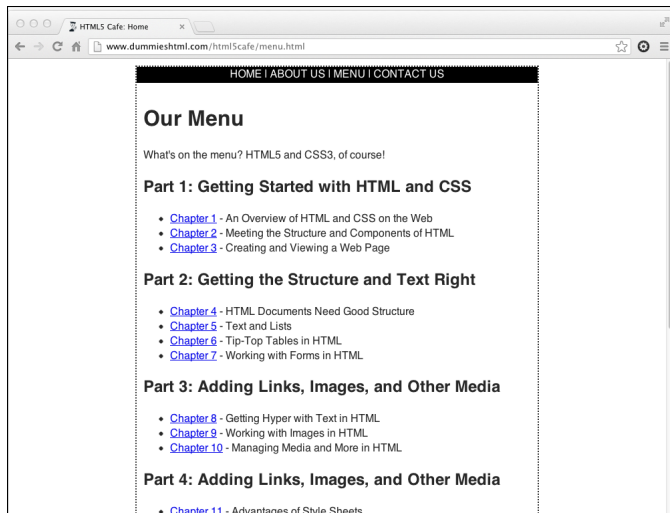 HTML5 Cafe: Home
www.dummieshtml.com/html5cafe/menu.html
HOME | ABOUT US | MENU | CONTACT US
Our Menu
What's on the menu? HTML5 and CSS3, of course!
Part 1: Getting Started with HTML and CSS
Chapter 1 - An Overview of HTML and CSS on the Web
Chapter 2 - Meeting the Structure and Components of HTML
Chapter 3 - Creating and Viewing a Web Page
Part 2: Getting the Structure and Text Right
Chapter 4 - HTML Documents Need Good Structure
Chapter 5 - Text and Lists
Chapter 6 - Tip-Top Tables in HTML
Chapter 7 - Working with Forms in HTML
Part 3: Adding Links, Images, and Other Media
Chapter 8 - Getting Hyper with Text in HTML
Chapter 9 - Working with Images in HTML
Chapter 10 - Managing Media and More in HTML
Part 4: Adding Links, Images, and Other Media
Chapter 11 - Advantages of Style Sheets